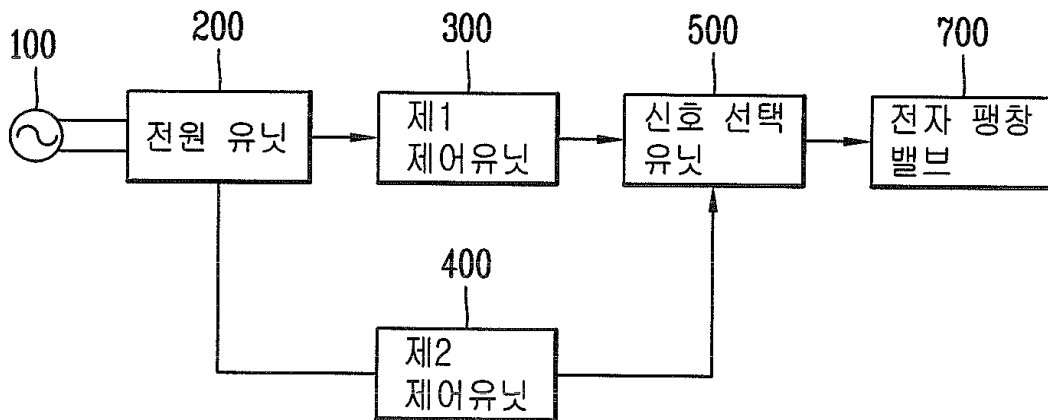 100
200
300
500
700
전원 유닛
제1
제어유닛
신호 선택
유닛
전자 팽창
밸브
400
제2
제어유닛